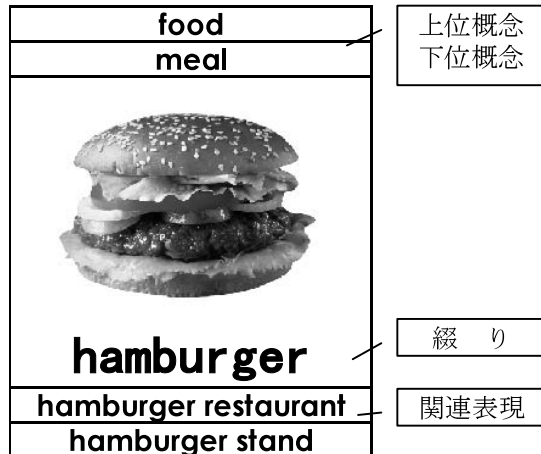 food
meal
hamburger
hamburger restaurant
hamburger stand
上位概念
下位概念
綴 り
関連表現